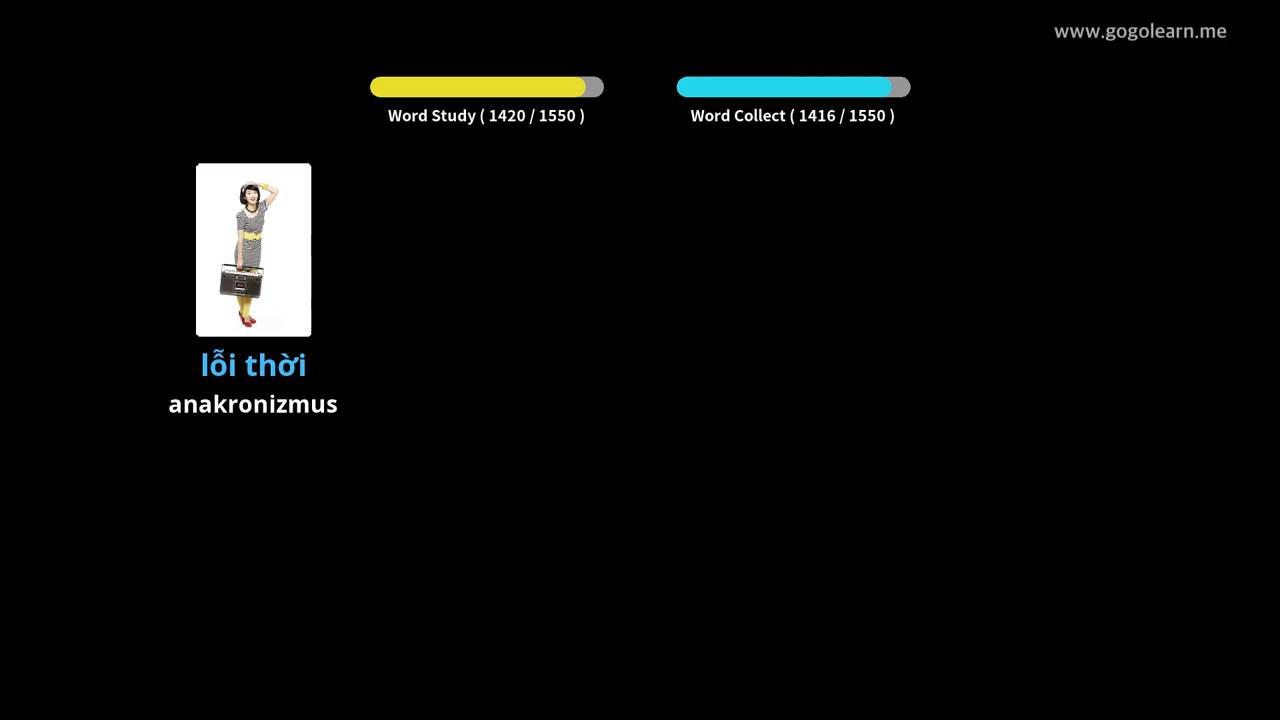 www.gogolearn.me
Word Study ( 1420 / 1550 )
Word Collect ( 1416 / 1550 )
lỗi thời
anakronizmus